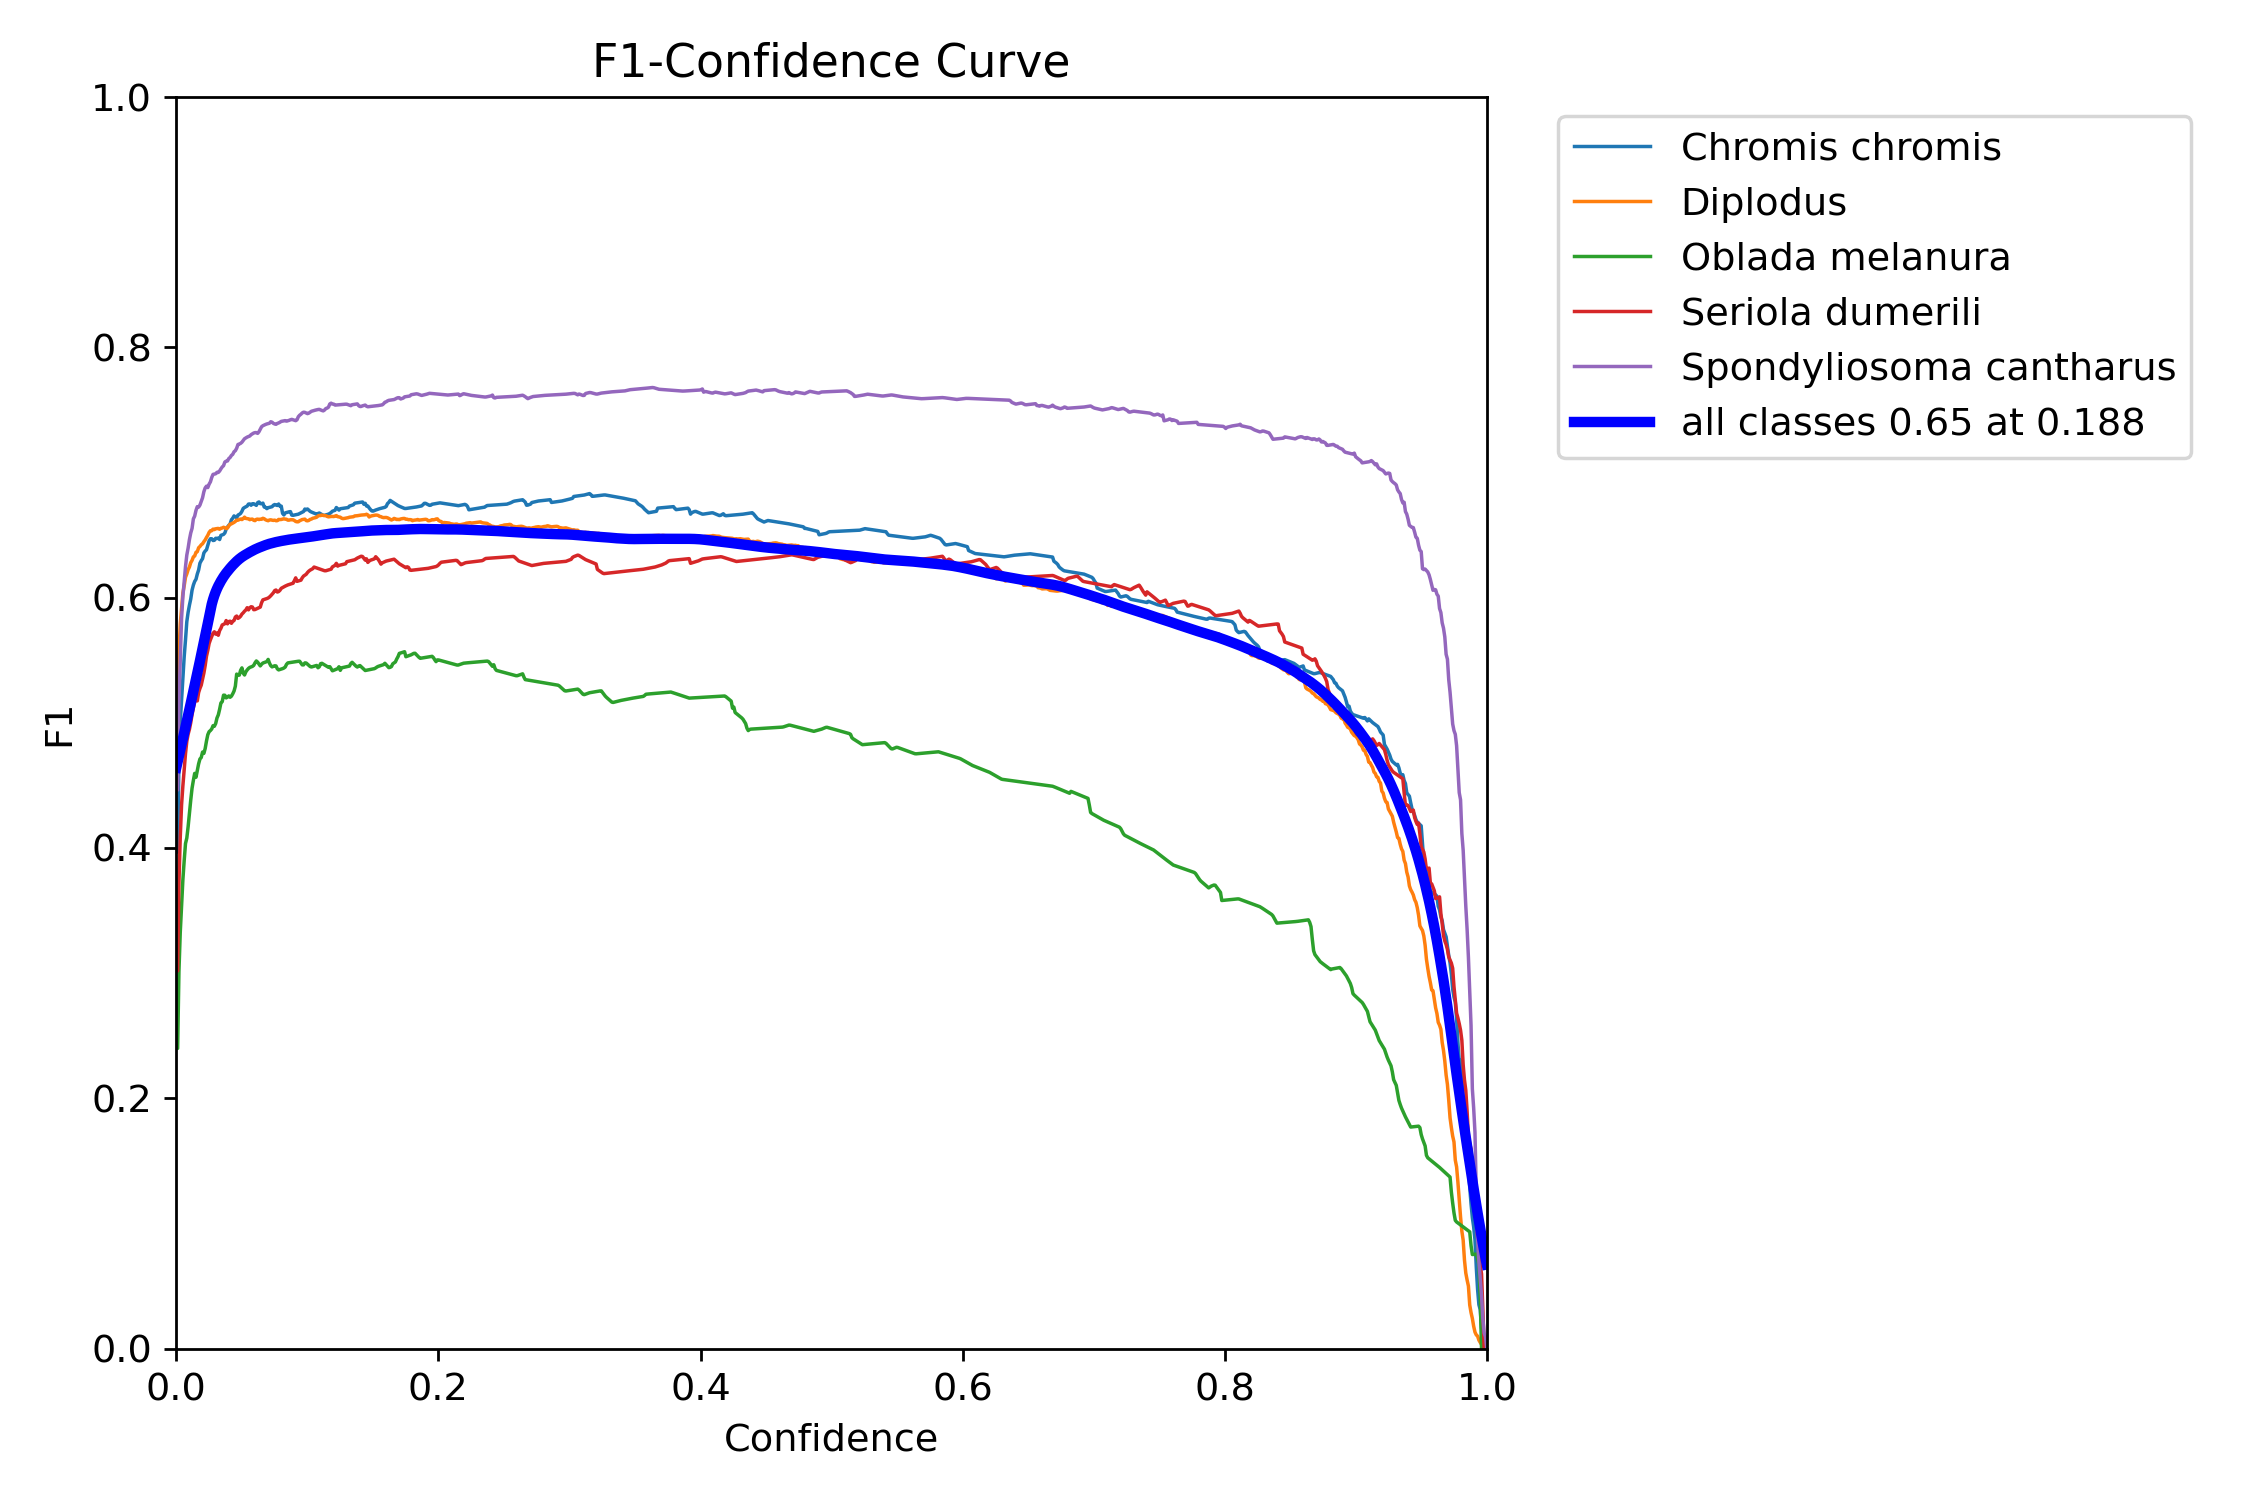 F1-Confidence Curve
1.0
0.8
0.6
0.4
0.2
0.0
F1
0.0 0.2 0.4 0.6 0.8 1.0
Confidence
Chromis chromis
Diplodus
Oblada melanura
Seriola dumerili
Spondyliosoma cantharus
all classes 0.65 at 0.188